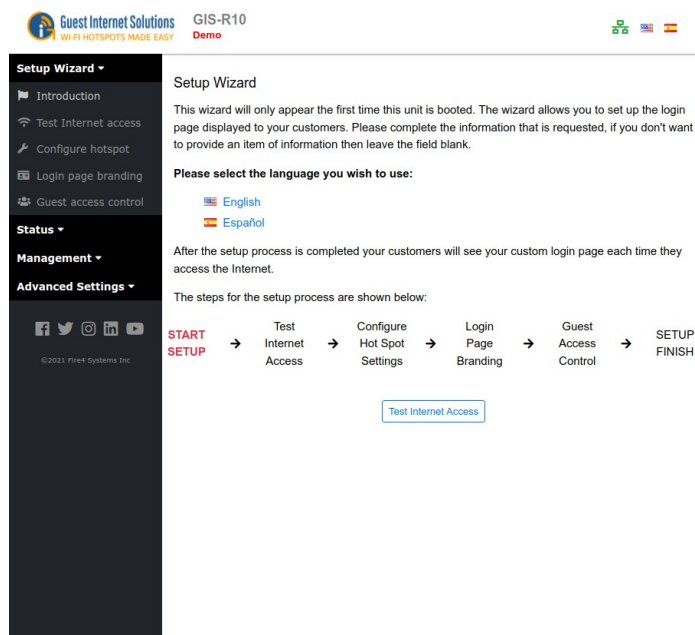 Guest Internet Solutions
WI-FI HOTSPOTS MADE EASY
GIS-R10
Demo
Setup Wizard
Introduction
Test Internet access
Configure hotspot
Login page branding
Guest access control
Status
Management
Advanced Settings
©2021 Fire4 Systems Inc
Setup Wizard
This wizard will only appear the first time this unit is booted. The wizard allows you to set up the login
page displayed to your customers. Please complete the information that is requested, if you don't want
to provide an item of information then leave the field blank.
Please select the language you wish to use:
English
Español
After the setup process is completed your customers will see your custom login page each time they
access the Internet.
The steps for the setup process are shown below:
START
SETUP
→
Test
Internet
Access
→
Configure
Hot Spot
Settings
→
Login
Page
Branding
→
Guest
Access
Control
→
SETUP
FINISH
Test Internet Access